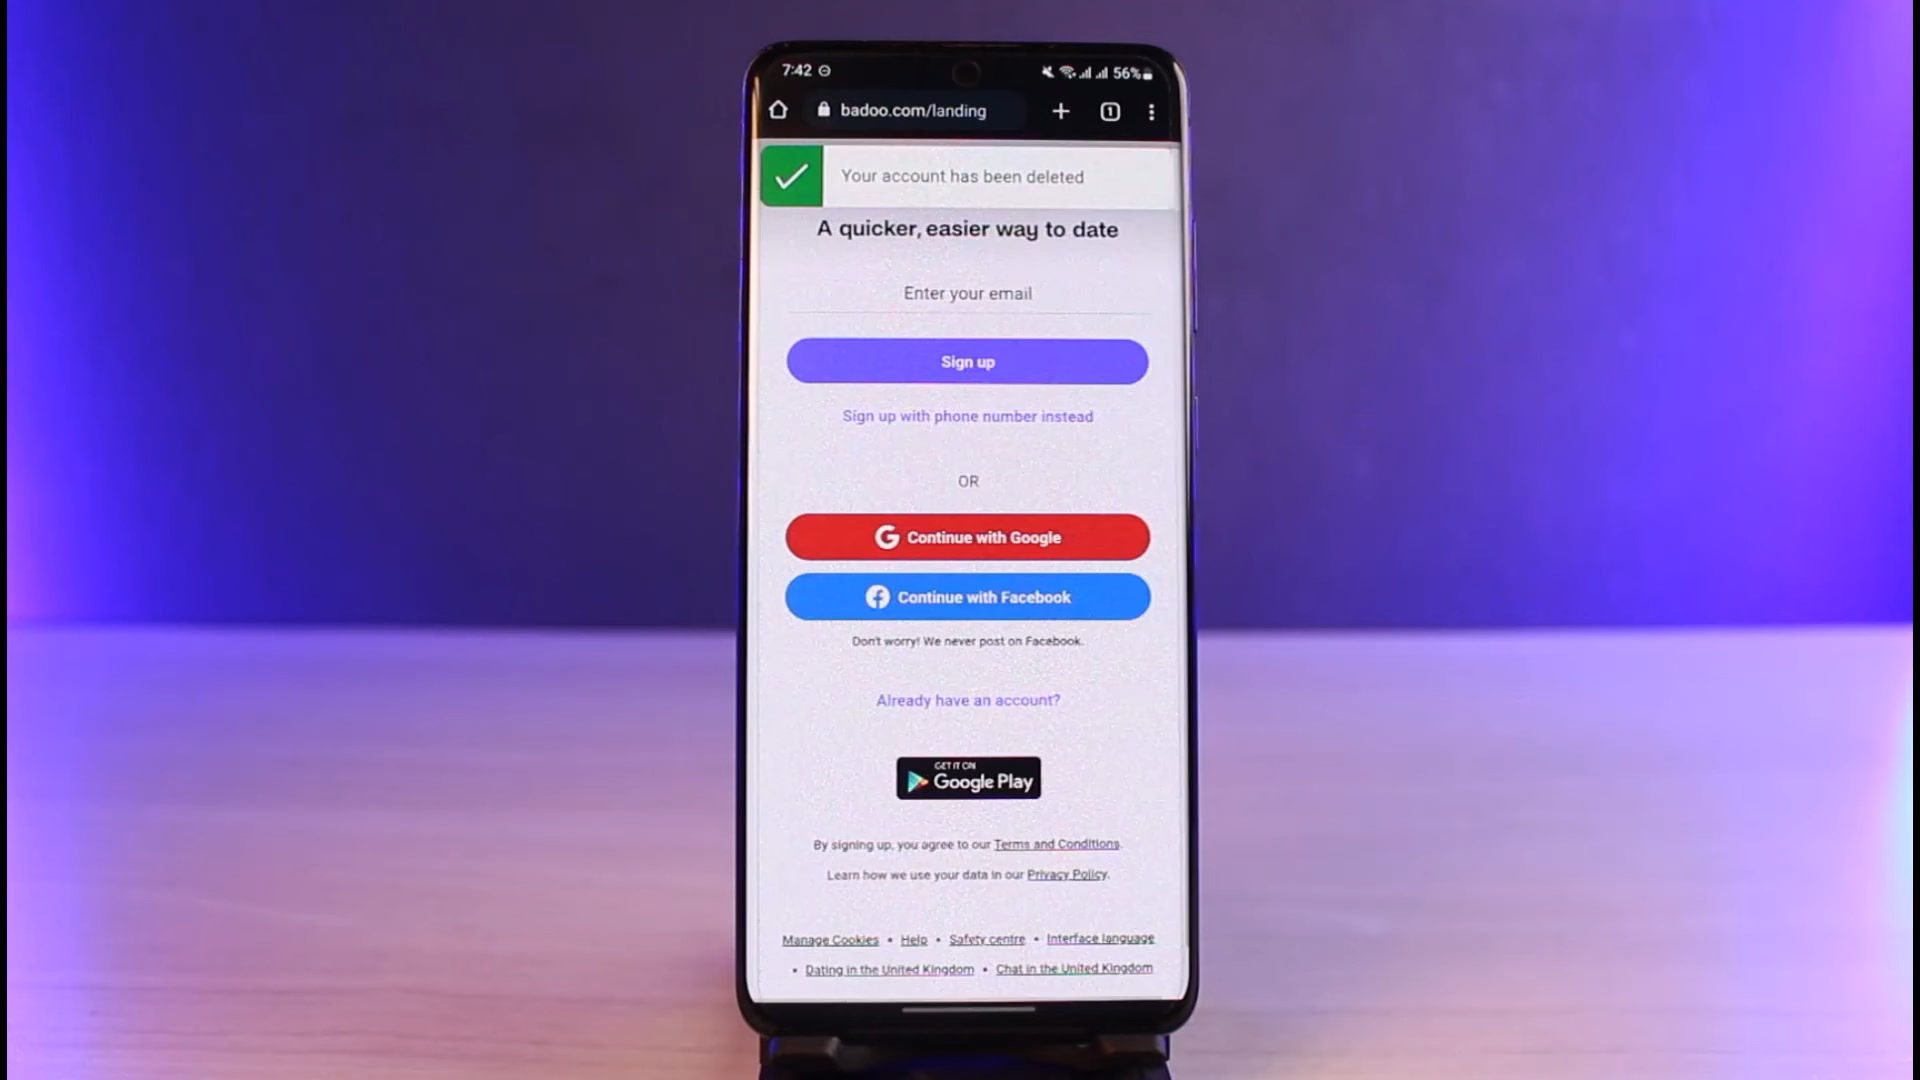 7:42 56%
badoo.com/landing 1
Your account has been deleted
A quicker, easier way to date
Enter your email
Sign up
Sign up with phone number instead
OR
Continue with Google
Continue with Facebook
Don't worry! We never post on Facebook.
Already have an account?
GET IT ON
Google Play
By signing up, you agree to our Terms and Conditions.
Learn how we use your data in our Privacy Policy.
Manage Cookies • Help • Safety centre • Interface language
• Dating in the United Kingdom • Chat in the United Kingdom